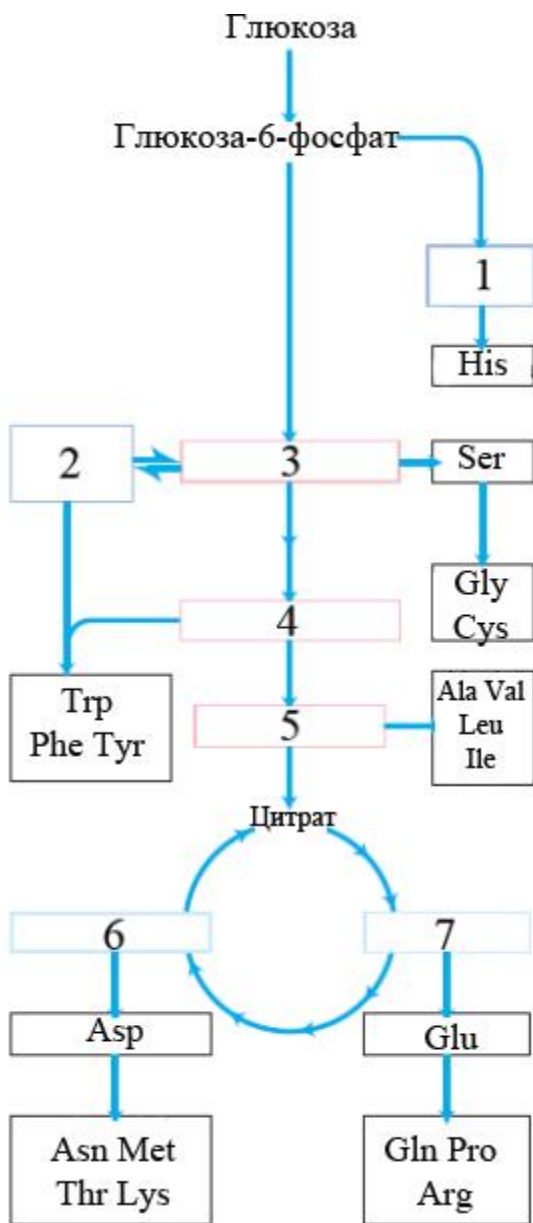 Глюкоза
Глюкоза-6-фосфат
1
His
2
3
Ser
Gly
Cys
4
Trp
Phe Tyr
5
Ala Val
Leu
Ile
Цитрат
6
7
Asp
Glu
Asn Met
Thr Lys
Gln Pro
Arg